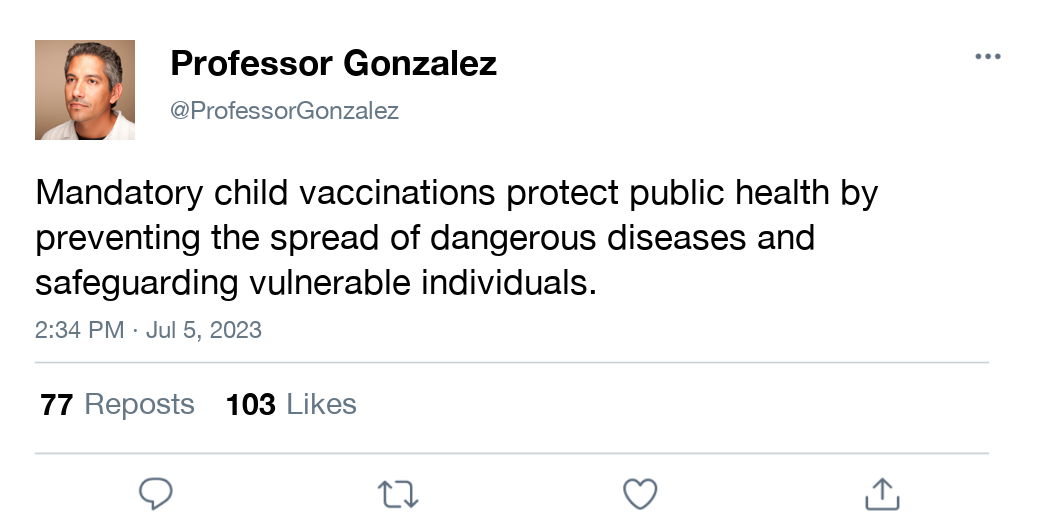 Professor Gonzalez
@ProfessorGonzalez
Mandatory child vaccinations protect public health by
preventing the spread of dangerous diseases and
safeguarding vulnerable individuals.
2:34 PM · Jul 5, 2023
77 Reposts 103 Likes